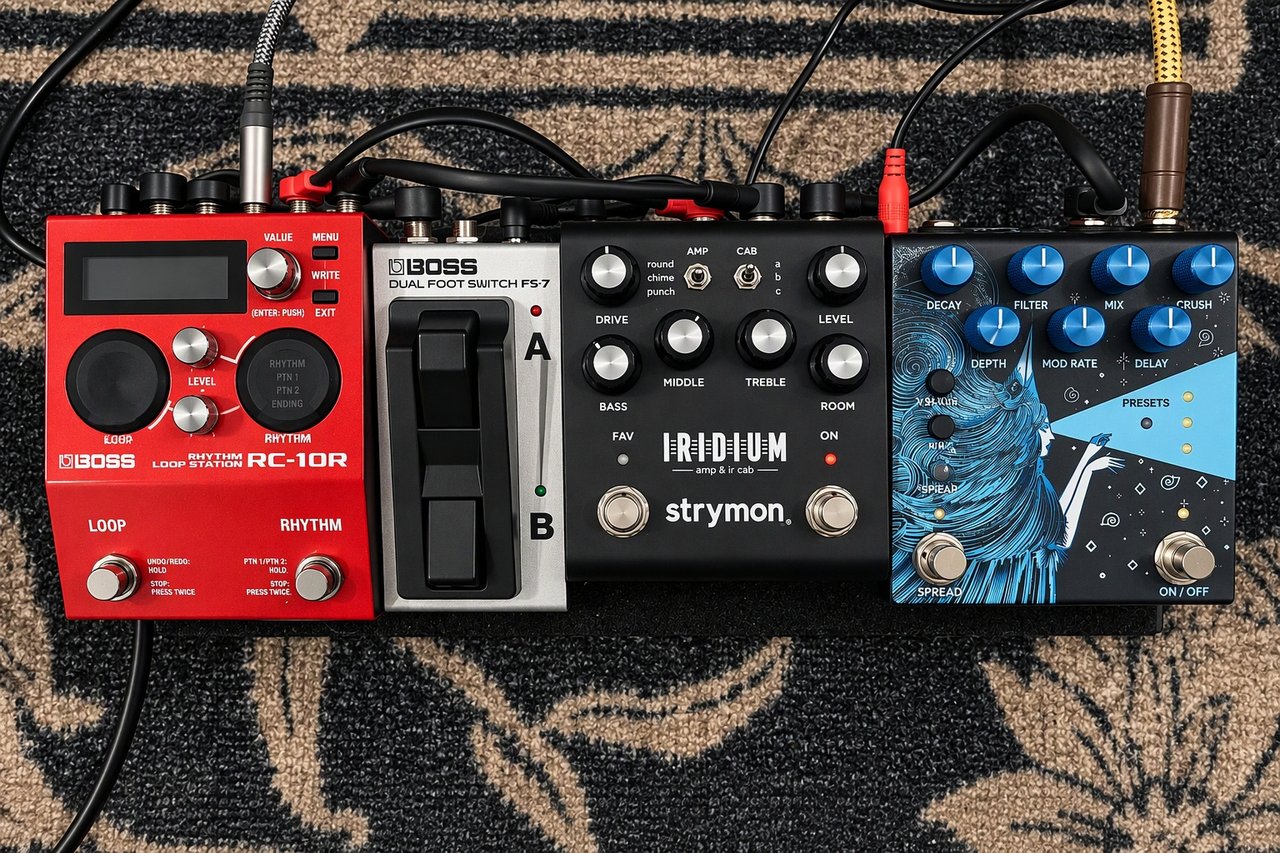 VALUE
MENU
WRITE
(ENTER: PUSH)
EXIT
LEVEL
RHYTHM
PTN 1
PTN 2
ENDING
LOOP
RHYTHM
BOSS
RHYTHM
LOOP STATION RC-10R
LOOP
RHYTHM
UNDO/REDO:
HOLD
STOP:
PRESS TWICE
PTN 1/PTN 2:
HOLD.
STOP:
PRESS TWICE.
BOSS
DUAL FOOT SWITCH FS-7
A
B
AMP
CAB
round
chime
punch
a
b
c
DRIVE
LEVEL
MIDDLE
TREBLE
BASS
ROOM
FAV
IRIDIUM
amp & ir cab
ON
strymon®
DECAY
FILTER
MIX
CRUSH
DEPTH
MOD RATE
DELAY
PRESETS
SPREAD
ON / OFF